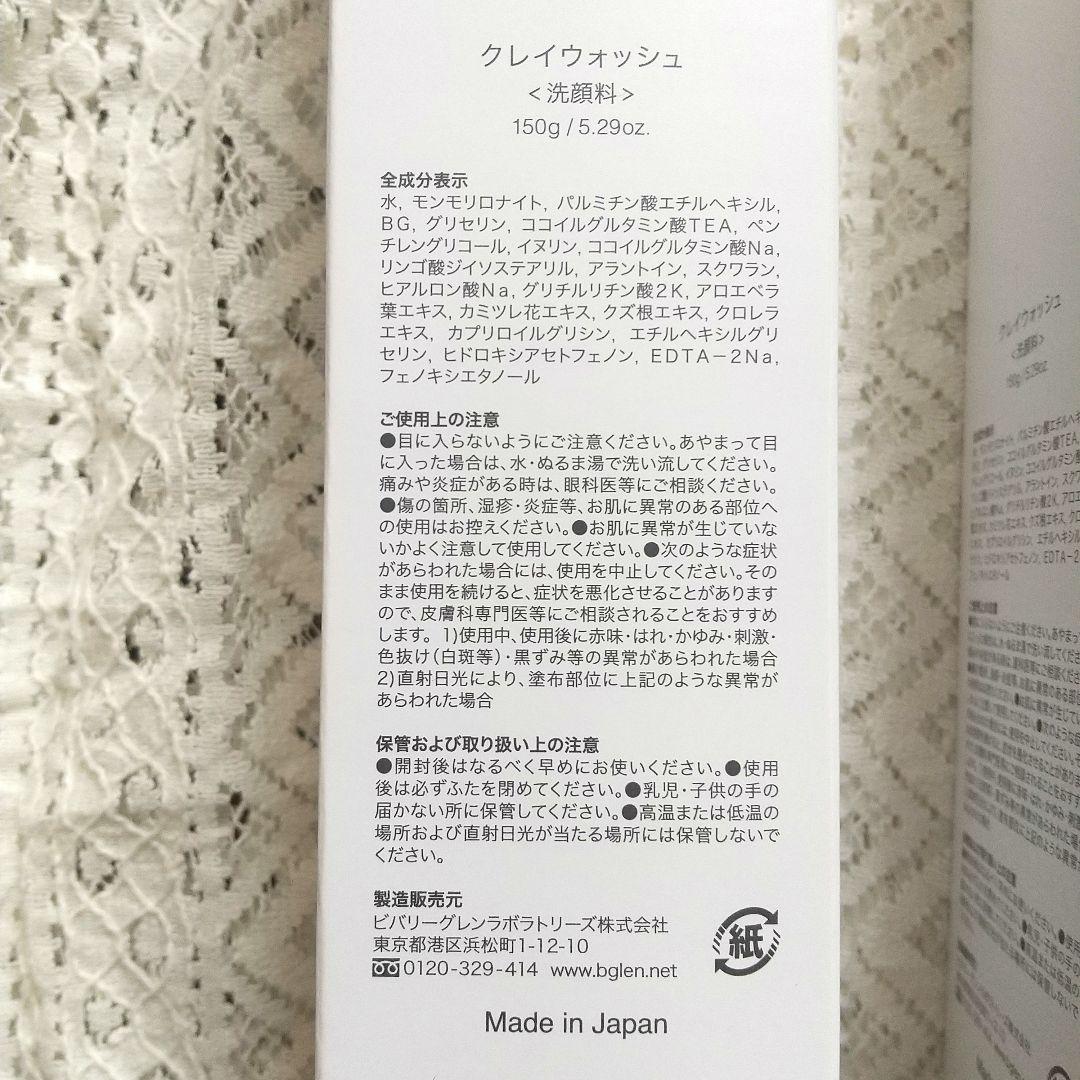 クレイウォッシュ
<洗顔料>
150g / 5.29oz.
全成分表示
水, モンモリロナイト, パルミチン酸エチルヘキシル,
BG, グリセリン, ココイルグルタミン酸TEA, ペン
チレングリコール, イヌリン, ココイルグルタミン酸Na,
リンゴ酸ジイソステアリル, アラントイン, スクワラン,
ヒアルロン酸Na, グリチルリチン酸2K, アロエベラ
葉エキス, カミツレ花エキス, クズ根エキス, クロレラ
エキス, カプリロイルグリシン, エチルヘキシルグリ
セリン, ヒドロキシアセトフェノン, EDTA－2Na,
フェノキシエタノール
ご使用上の注意
●目に入らないようにご注意ください。あやまって目
に入った場合は、水・ぬるま湯で洗い流してください。
痛みや炎症がある時は、眼科医等にご相談ください。
●傷の箇所、湿疹・炎症等、お肌に異常のある部位へ
の使用はお控えください。●お肌に異常が生じていな
いかよく注意して使用してください。●次のような症状
があらわれた場合には、使用を中止してください。その
まま使用を続けると、症状を悪化させることがあります
ので、皮膚科専門医等にご相談されることをおすすめ
します。 1)使用中、使用後に赤味・はれ・かゆみ・刺激・
色抜け(白斑等)・黒ずみ等の異常があらわれた場合
2)直射日光により、塗布部位に上記のような異常が
あらわれた場合
保管および取り扱い上の注意
●開封後はなるべく早めにお使いください。●使用
後は必ずふたを閉めてください。●乳児・子供の手の
届かない所に保管してください。●高温または低温の
場所および直射日光が当たる場所には保管しないで
ください。
製造販売元
ビバリーグレンラボラトリーズ株式会社
東京都港区浜松町1-12-10
0120-329-414 www.bglen.net
紙
Made in Japan
クレイウォッシュ
<洗顔料>
150g / 5.29oz